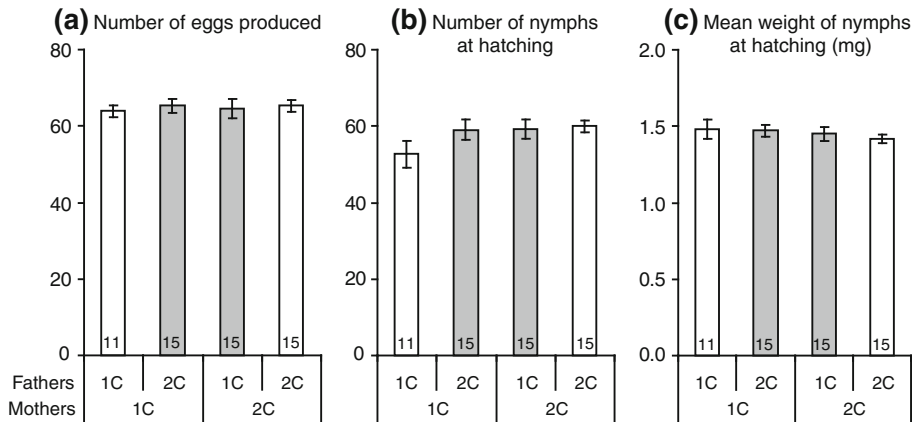 (a) Number of eggs produced
80
60
40
20
0
11 15 15 15
Fathers 1C 2C 1C 2C
Mothers 1C 2C
(b) Number of nymphs
at hatching
80
60
40
20
0
11 15 15 15
1C 2C 1C 2C
1C 2C
(c) Mean weight of nymphs
at hatching (mg)
2.0
1.5
1.0
0.5
0.0
11 15 15 15
1C 2C 1C 2C
1C 2C